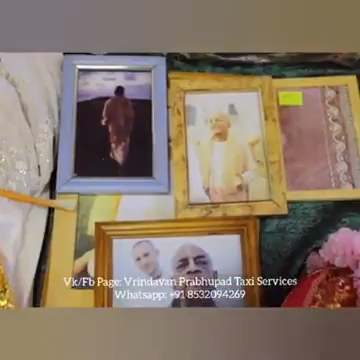 Vk/Fb Page: Vrindavan Prabhupad Taxi Services
Whatsapp: +91 8532094269